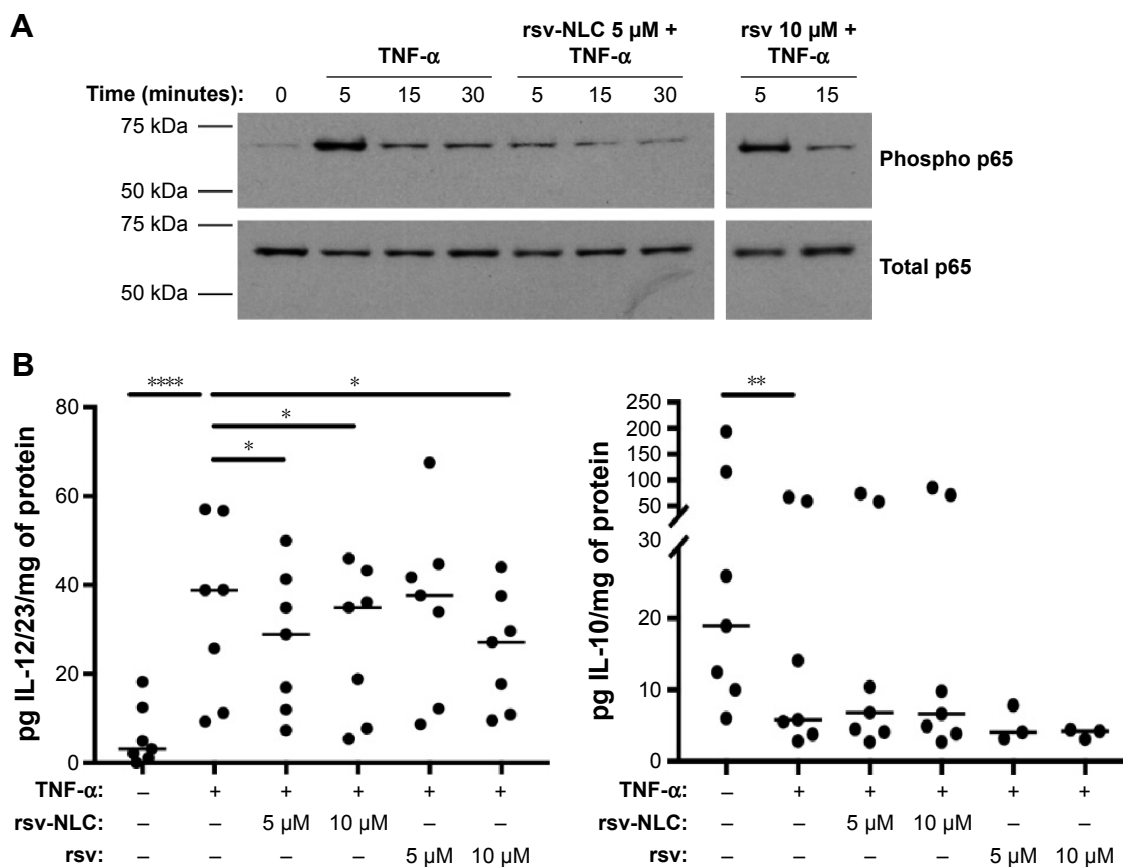 A
rsv-NLC 5 µM + rsv 10 µM +
TNF-α TNF-α TNF-α
Time (minutes): 0 5 15 30 5 15 30 5 15
75 kDa
Phospho p65
50 kDa
75 kDa
Total p65
50 kDa
B
pg IL-12/23/mg of protein
80
60
40
20
0
**** * * *
TNF-α: – + + + + +
rsv-NLC: – – 5 µM 10 µM – –
rsv: – – – – 5 µM 10 µM
pg IL-10/mg of protein
250
200
150
100
50
30
20
10
0
**
TNF-α: – + + + + +
rsv-NLC: – – 5 µM 10 µM – –
rsv: – – – – 5 µM 10 µM